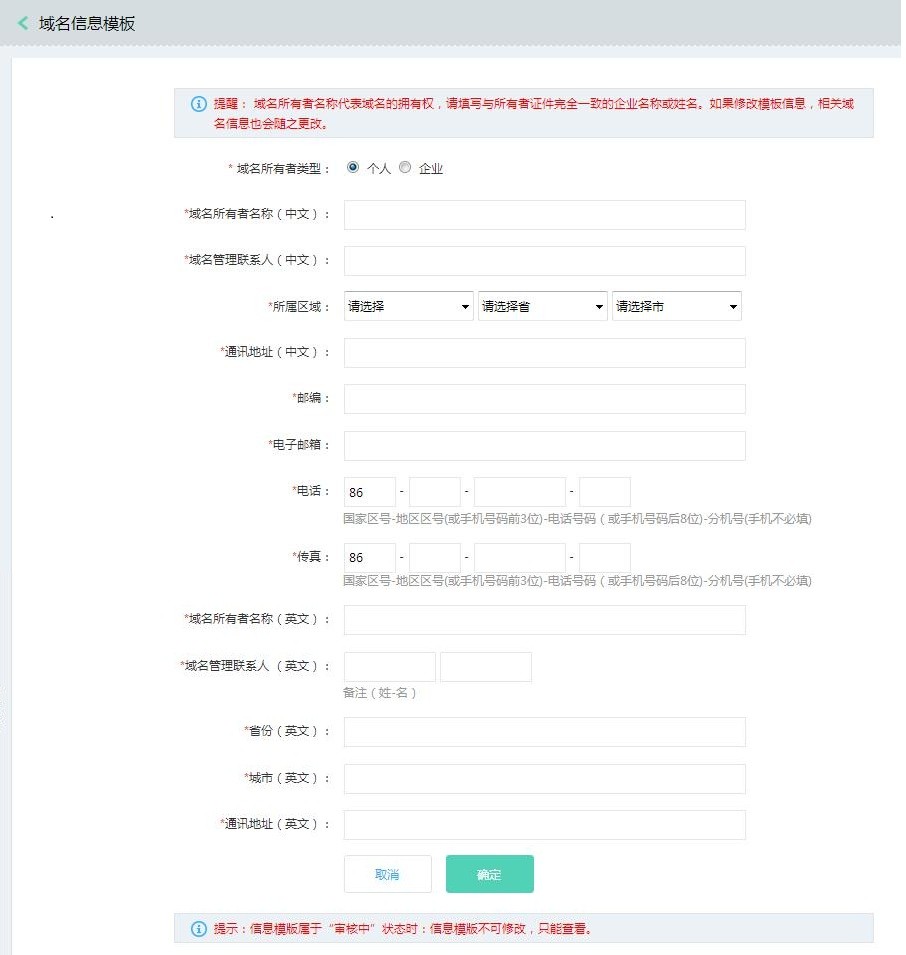 域名信息模板
提醒： 域名所有者名称代表域名的拥有权，请填写与所有者证件完全一致的企业名称或姓名。如果修改模板信息，相关域
名信息也会随之更改。
* 域名所有者类型： 个人 企业
*域名所有者名称（中文）：
*域名管理联系人（中文）：
*所属区域： 请选择 请选择省 请选择市
*通讯地址（中文）：
*邮编：
*电子邮箱：
*电话： 86 - - -
国家区号-地区区号(或手机号码前3位)-电话号码（或手机号码后8位)-分机号(手机不必填)
*传真： 86 - - -
国家区号-地区区号(或手机号码前3位)-电话号码（或手机号码后8位)-分机号(手机不必填)
*域名所有者名称（英文）：
*域名管理联系人 （英文）：
备注（姓-名）
*省份（英文）：
*城市（英文）：
*通讯地址（英文）：
取消 确定
提示：信息模版属于“审核中”状态时：信息模版不可修改，只能查看。